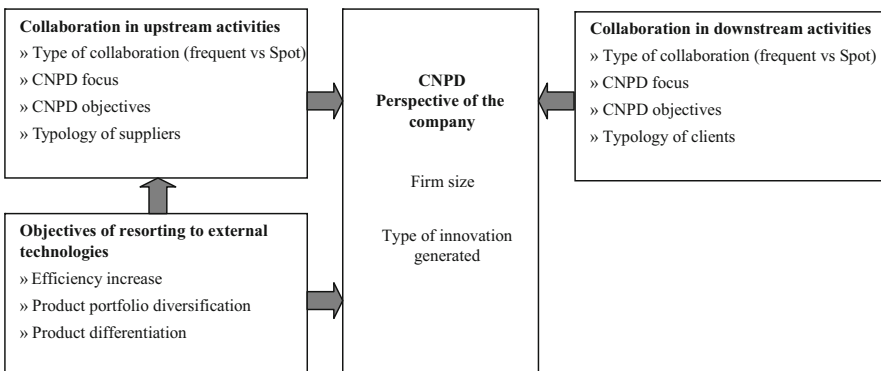 Collaboration in upstream activities
» Type of collaboration (frequent vs Spot)
» CNPD focus
» CNPD objectives
» Typology of suppliers
Objectives of resorting to external
technologies
» Efficiency increase
» Product portfolio diversification
» Product differentiation
CNPD
Perspective of the
company
Firm size
Type of innovation
generated
Collaboration in downstream activities
» Type of collaboration (frequent vs Spot)
» CNPD focus
» CNPD objectives
» Typology of clients